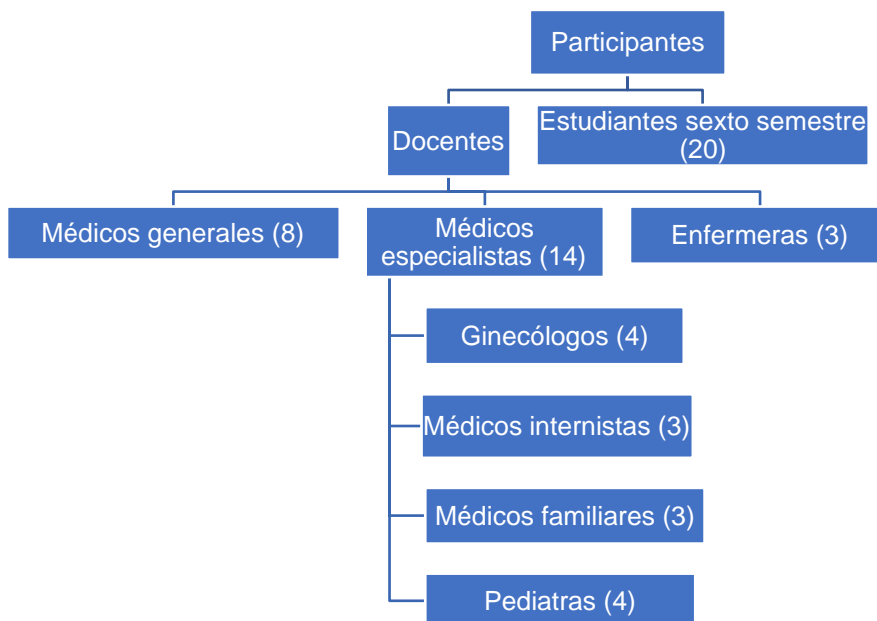 Participantes
Docentes
Estudiantes sexto semestre
(20)
Médicos generales (8)
Médicos
especialistas (14)
Enfermeras (3)
Ginecólogos (4)
Médicos internistas (3)
Médicos familiares (3)
Pediatras (4)